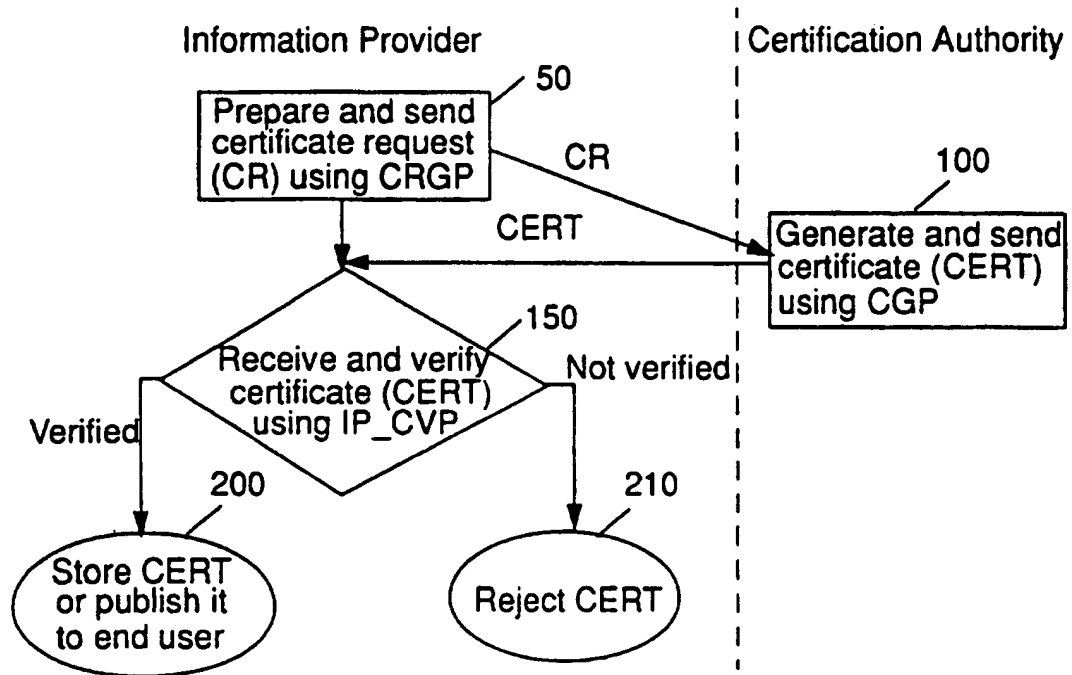 Information Provider
Certification Authority
50
Prepare and send
certificate request
(CR) using CRGP
CR
100
CERT
Generate and send
certificate (CERT)
using CGP
150
Receive and verify
certificate (CERT)
using IP_CVP
Not verified
Verified
200
210
Store CERT
or publish it
to end user
Reject CERT